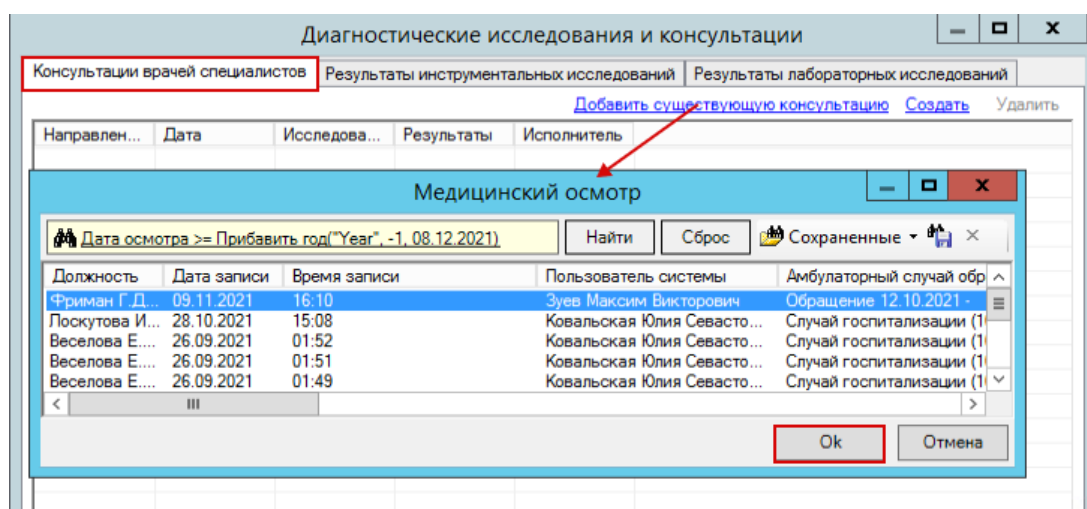 Диагностические исследования и консультации
Консультации врачей специалистов Результаты инструментальных исследований Результаты лабораторных исследований
Добавить существующую консультацию Создать Удалить
Направлен... Дата Исследова... Результаты Исполнитель
Медицинский осмотр
Дата осмотра >= Прибавить год("Year", -1, 08.12.2021) Найти Сброс Сохраненные
Должность Дата записи Время записи Пользователь системы Амбулаторный случай обр
Фриман Г.Д... 09.11.2021 16:10 Зуев Максим Викторович Обращение 12.10.2021 -
Лоскутова И... 28.10.2021 15:08 Ковальская Юлия Севасто... Случай госпитализации (1
Веселова Е.... 26.09.2021 01:52 Ковальская Юлия Севасто... Случай госпитализации (1
Веселова Е.... 26.09.2021 01:51 Ковальская Юлия Севасто... Случай госпитализации (1
Веселова Е.... 26.09.2021 01:49 Ковальская Юлия Севасто... Случай госпитализации (1
Ok Отмена